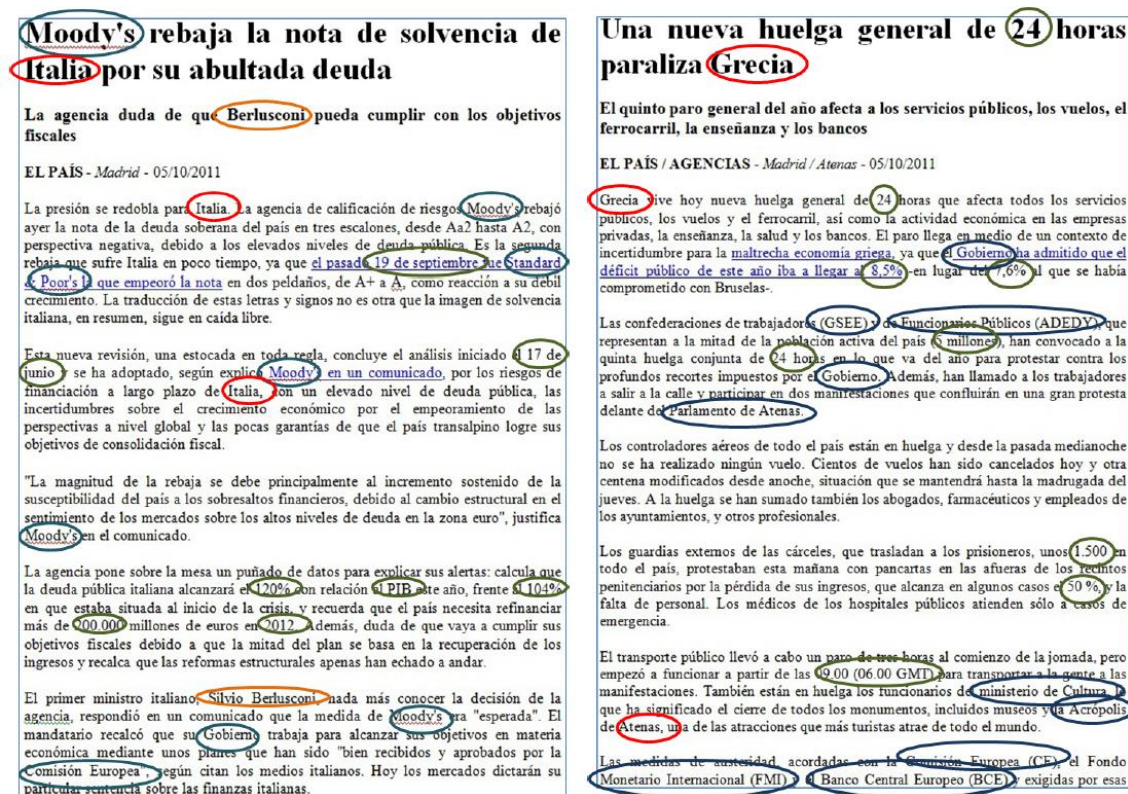 Moody's rebaja la nota de solvencia de
Italia por su abultada deuda
La agencia duda de que Berlusconi pueda cumplir con los objetivos
fiscales
EL PAÍS - Madrid - 05/10/2011
La presión se redobla para Italia. La agencia de calificación de riesgos Moody's rebajó
ayer la nota de la deuda soberana del país en tres escalones, desde Aa2 hasta A2, con
perspectiva negativa, debido a los elevados niveles de deuda pública. Es la segunda
rebaja que sufre Italia en poco tiempo, ya que el pasado 19 de septiembre fue Standard
& Poor's la que empeoró la nota en dos peldaños, de A+ a A, como reacción a su débil
crecimiento. La traducción de estas letras y signos no es otra que la imagen de solvencia
italiana, en resumen, sigue en caída libre.
Esta nueva revisión, una estocada en toda regla, concluye el análisis iniciado el 17 de
junio y se ha adoptado, según explicó Moody's en un comunicado, por los riesgos de
financiación a largo plazo de Italia, con un elevado nivel de deuda pública, las
incertidumbres sobre el crecimiento económico por el empeoramiento de las
perspectivas a nivel global y las pocas garantías de que el país transalpino logre sus
objetivos de consolidación fiscal.
"La magnitud de la rebaja se debe principalmente al incremento sostenido de la
susceptibilidad del país a los sobresaltos financieros, debido al cambio estructural en el
sentimiento de los mercados sobre los altos niveles de deuda en la zona euro", justifica
Moody's en el comunicado.
La agencia pone sobre la mesa un puñado de datos para explicar sus alertas: calcula que
la deuda pública italiana alcanzará el 120% con relación al PIB este año, frente al 104%
en que estaba situada al inicio de la crisis, y recuerda que el país necesita refinanciar
más de 200.000 millones de euros en 2012. Además, duda de que vaya a cumplir sus
objetivos fiscales debido a que la mitad del plan se basa en la recuperación de los
ingresos y recalca que las reformas estructurales apenas han echado a andar.
El primer ministro italiano, Silvio Berlusconi, nada más conocer la decisión de la
agencia, respondió en un comunicado que la medida de Moody's era "esperada". El
mandatario recalcó que su Gobierno trabaja para alcanzar sus objetivos en materia
económica mediante unos planes que han sido "bien recibidos y aprobados por la
Comisión Europea", según citan los medios italianos. Hoy los mercados dictarán su
particular sentencia sobre las finanzas italianas.
Una nueva huelga general de 24 horas
paraliza Grecia
El quinto paro general del año afecta a los servicios públicos, los vuelos, el
ferrocarril, la enseñanza y los bancos
EL PAÍS / AGENCIAS - Madrid / Atenas - 05/10/2011
Grecia vive hoy nueva huelga general de 24 horas que afecta todos los servicios
públicos, los vuelos y el ferrocarril, así como la actividad económica en las empresas
privadas, la enseñanza, la salud y los bancos. El paro llega en medio de un contexto de
incertidumbre para la maltrecha economía griega, ya que el Gobierno ha admitido que el
déficit público de este año iba a llegar al 8,5% -en lugar del 7,6% al que se había
comprometido con Bruselas-.
Las confederaciones de trabajadores (GSEE) y de Funcionarios Públicos (ADEDY), que
representan a la mitad de la población activa del país (5 millones), han convocado a la
quinta huelga conjunta de 24 horas en lo que va del año para protestar contra los
profundos recortes impuestos por el Gobierno. Además, han llamado a los trabajadores
a salir a la calle y participar en dos manifestaciones que confluirán en una gran protesta
delante del Parlamento de Atenas.
Los controladores aéreos de todo el país están en huelga y desde la pasada medianoche
no se ha realizado ningún vuelo. Cientos de vuelos han sido cancelados hoy y otra
centena modificados desde anoche, situación que se mantendrá hasta la madrugada del
jueves. A la huelga se han sumado también los abogados, farmacéuticos y empleados de
los ayuntamientos, y otros profesionales.
Los guardias externos de las cárceles, que trasladan a los prisioneros, unos 1.500 en
todo el país, protestaban esta mañana con pancartas en las afueras de los recintos
penitenciarios por la pérdida de sus ingresos, que alcanza en algunos casos el 50 %, y la
falta de personal. Los médicos de los hospitales públicos atienden sólo a casos de
emergencia.
El transporte público llevó a cabo un paro de tres horas al comienzo de la jornada, pero
empezó a funcionar a partir de las 09.00 (06.00 GMT) para transportar a la gente a las
manifestaciones. También están en huelga los funcionarios del ministerio de Cultura, lo
que ha significado el cierre de todos los monumentos, incluidos museos y la Acrópolis
de Atenas, una de las atracciones que más turistas atrae de todo el mundo.
Las medidas de austeridad, acordadas con la Comisión Europea (CE), el Fondo
Monetario Internacional (FMI) y el Banco Central Europeo (BCE) y exigidas por esas